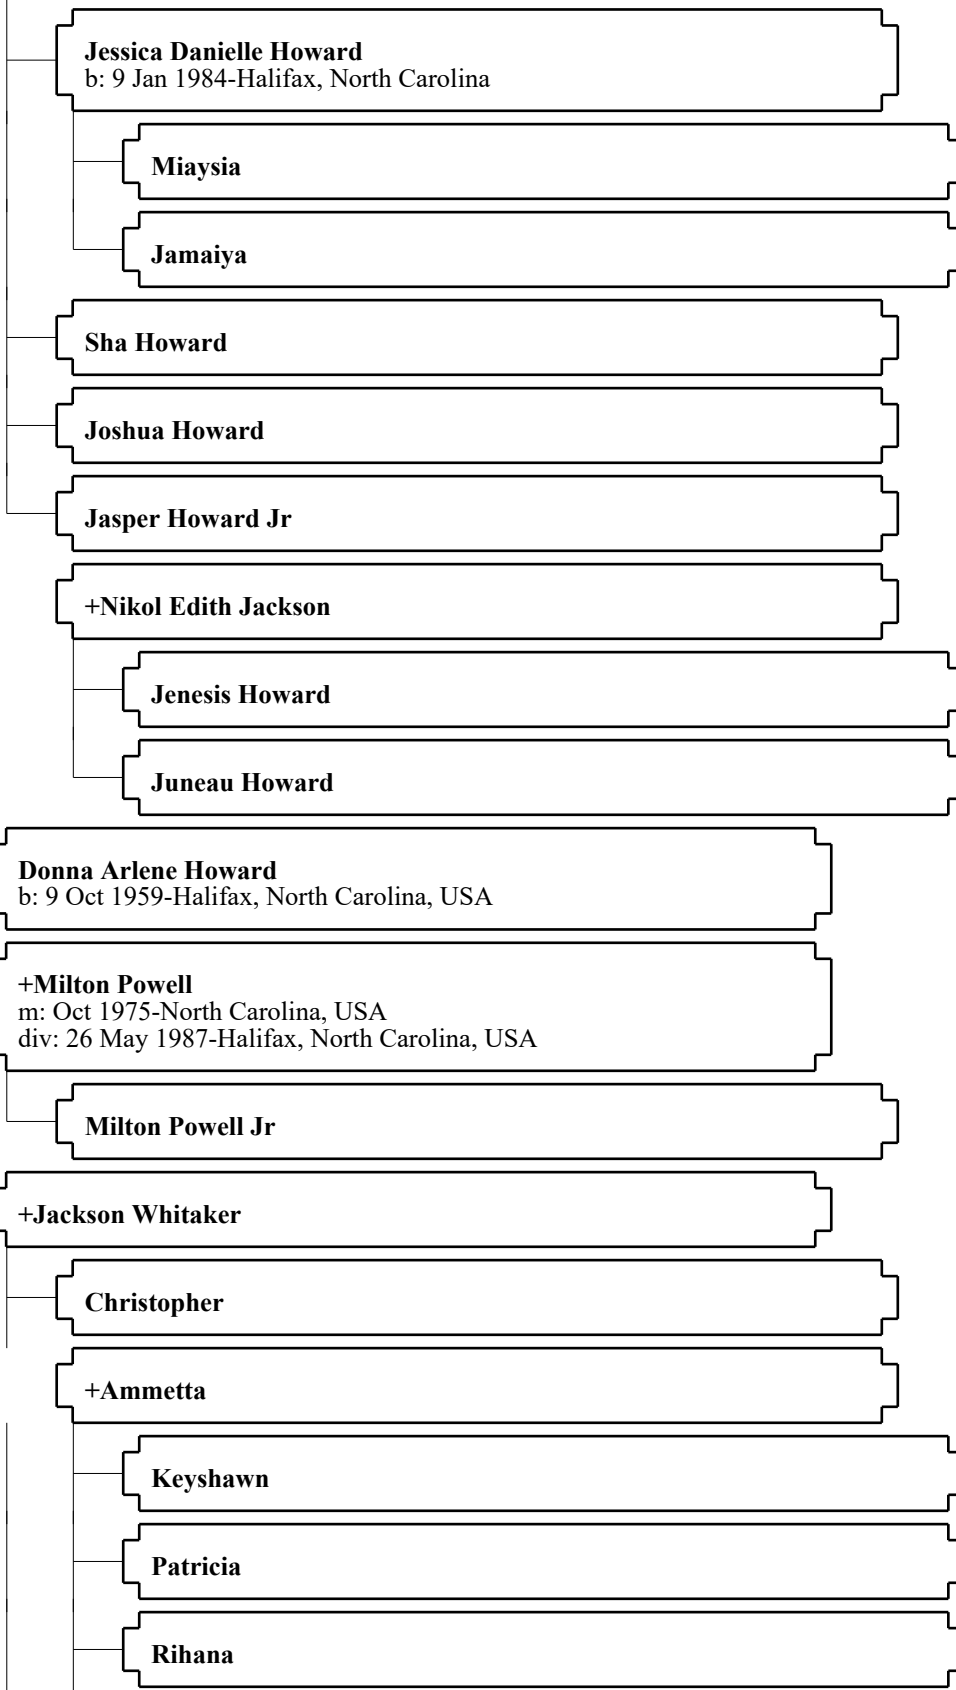 Jessica Danielle Howard
b: 9 Jan 1984-Halifax, North Carolina
Miaysia
Jamaiya
Sha Howard
Joshua Howard
Jasper Howard Jr
+Nikol Edith Jackson
Jenesis Howard
Juneau Howard
Donna Arlene Howard
b: 9 Oct 1959-Halifax, North Carolina, USA
+Milton Powell
m: Oct 1975-North Carolina, USA
div: 26 May 1987-Halifax, North Carolina, USA
Milton Powell Jr
+Jackson Whitaker
Christopher
+Ammetta
Keyshawn
Patricia
Rihana